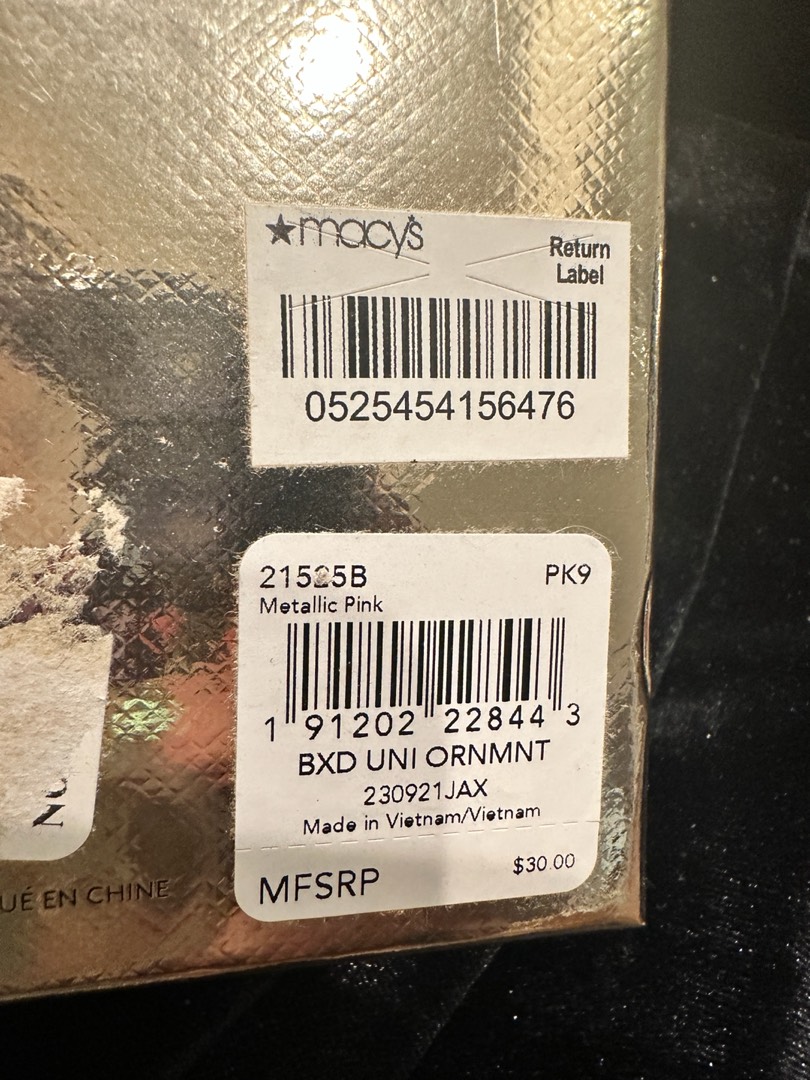 ★macy's
Return
Label
0525454156476
21525B PK9
Metallic Pink
1 91202 22844 3
BXD UNI ORNMNT
230921JAX
Made in Vietnam/Vietnam
MFSRP $30.00
UÉ EN CHINE